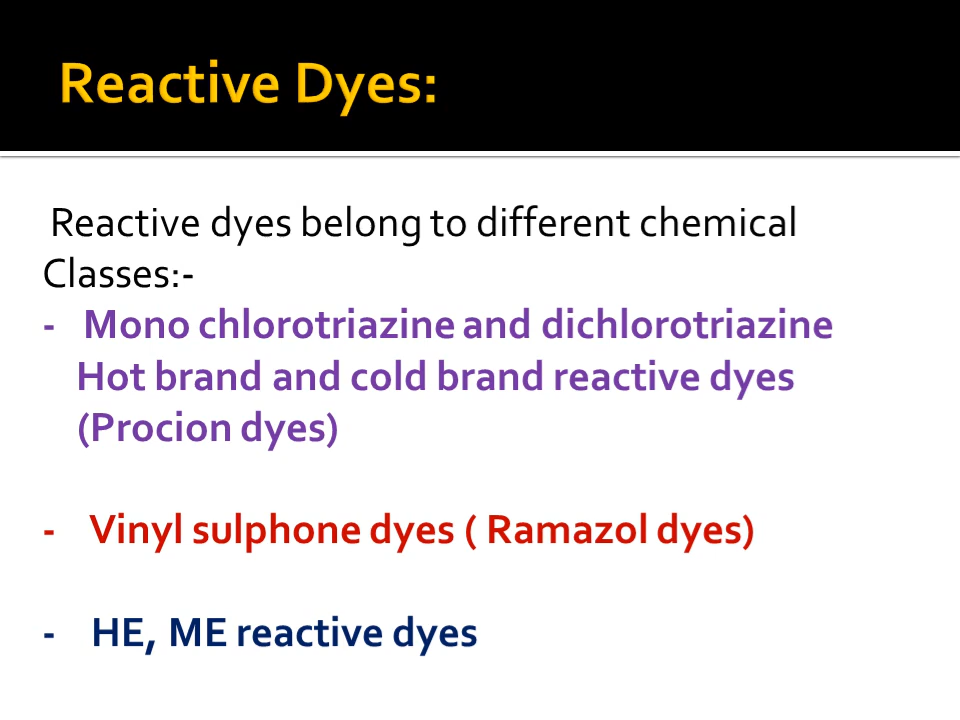 Reactive Dyes:
Reactive dyes belong to different chemical
Classes:-
- Mono chlorotriazine and dichlorotriazine
Hot brand and cold brand reactive dyes
(Procion dyes)
- Vinyl sulphone dyes ( Ramazol dyes)
- HE, ME reactive dyes